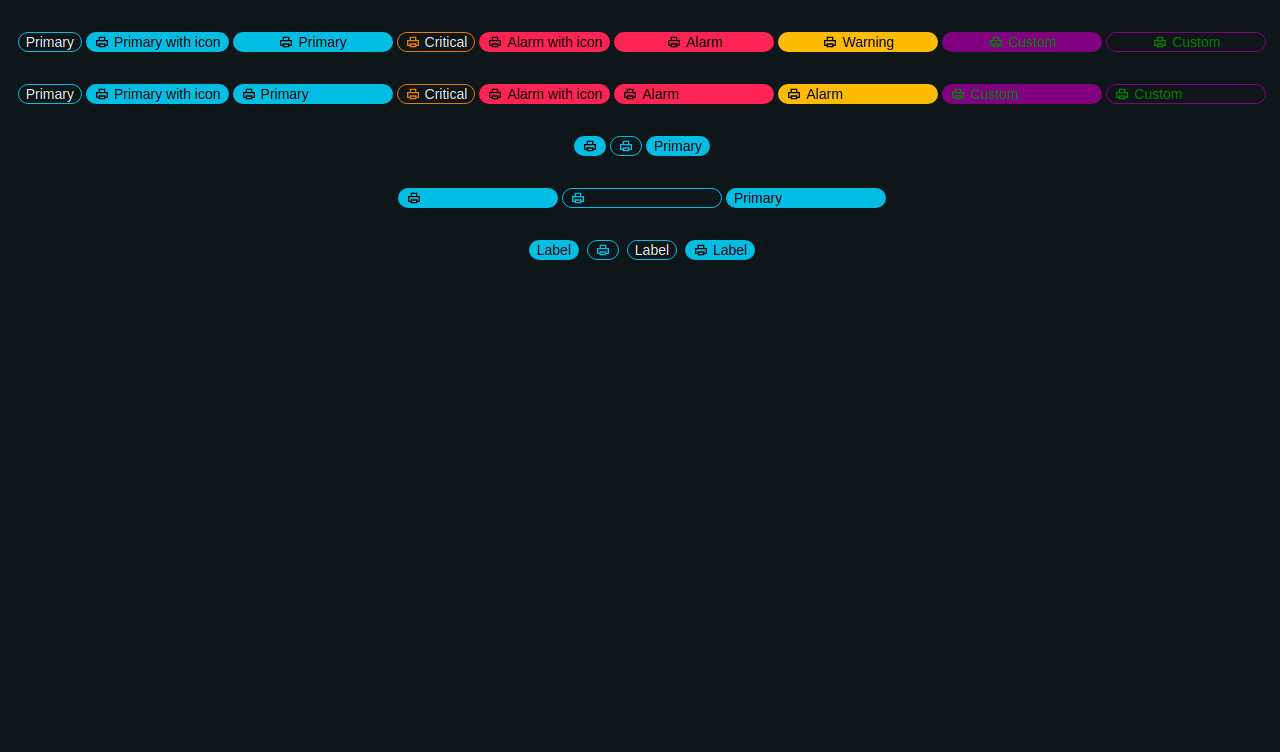 Primary Primary with icon Primary Critical Alarm with icon Alarm Warning Custom Custom
Primary Primary with icon Primary Critical Alarm with icon Alarm Alarm Custom Custom
Primary
Primary
Label Label Label